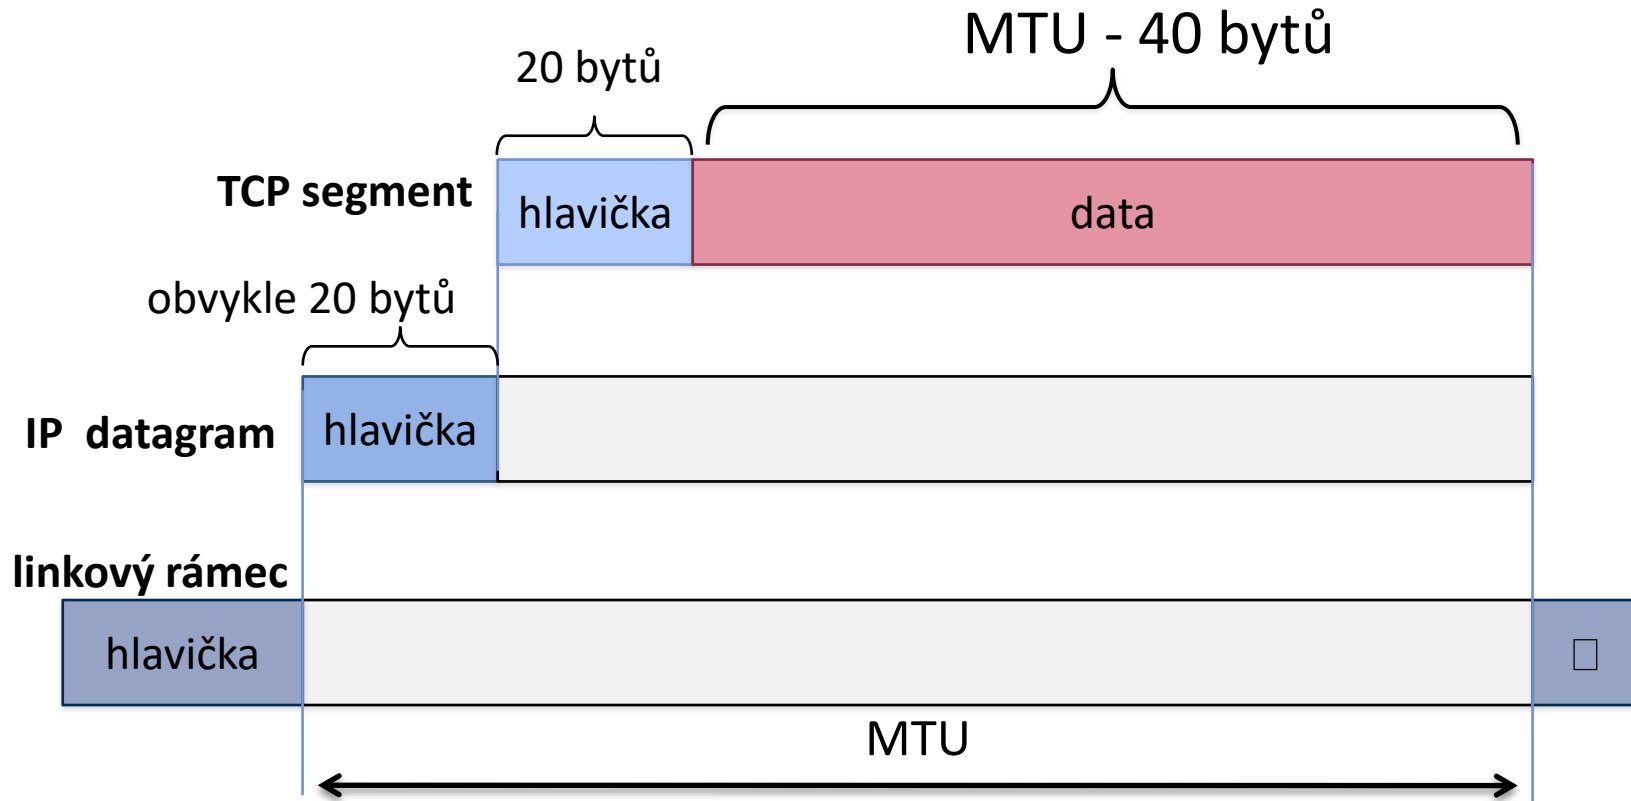 MTU - 40 bytů
20 bytů
TCP segment
hlavička
data
obvykle 20 bytů
IP datagram
hlavička
linkový rámec
hlavička
MTU